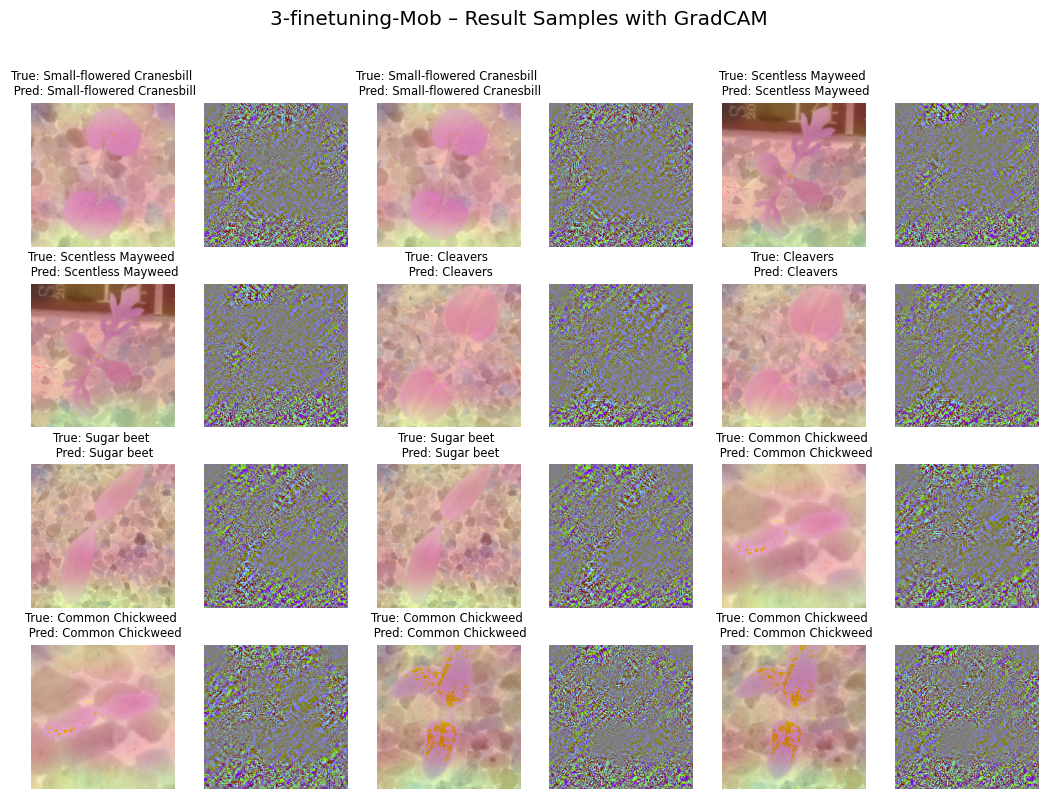 3-finetuning-Mob – Result Samples with GradCAM
True: Small-flowered Cranesbill
Pred: Small-flowered Cranesbill
True: Small-flowered Cranesbill
Pred: Small-flowered Cranesbill
True: Scentless Mayweed
Pred: Scentless Mayweed
True: Scentless Mayweed
Pred: Scentless Mayweed
True: Cleavers
Pred: Cleavers
True: Cleavers
Pred: Cleavers
True: Sugar beet
Pred: Sugar beet
True: Sugar beet
Pred: Sugar beet
True: Common Chickweed
Pred: Common Chickweed
True: Common Chickweed
Pred: Common Chickweed
True: Common Chickweed
Pred: Common Chickweed
True: Common Chickweed
Pred: Common Chickweed